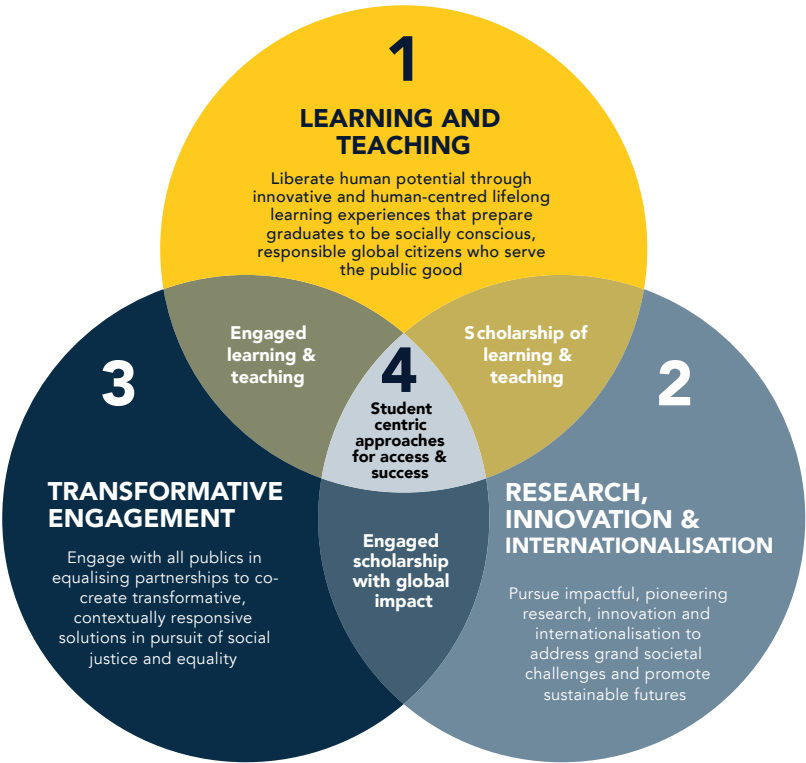 1
LEARNING AND
TEACHING
Liberate human potential through
innovative and human-centred lifelong
learning experiences that prepare
graduates to be socially conscious,
responsible global citizens who serve
the public good
Engaged
learning &
teaching
Scholarship of
learning &
teaching
4
Student
centric
approaches
for access &
success
3
TRANSFORMATIVE
ENGAGEMENT
Engage with all publics in
equalising partnerships to co-
create transformative,
contextually responsive
solutions in pursuit of social
justice and equality
2
RESEARCH,
INNOVATION &
INTERNATIONALISATION
Pursue impactful, pioneering
research, innovation and
internationalisation to
address grand societal
challenges and promote
sustainable futures
Engaged
scholarship
with global
impact